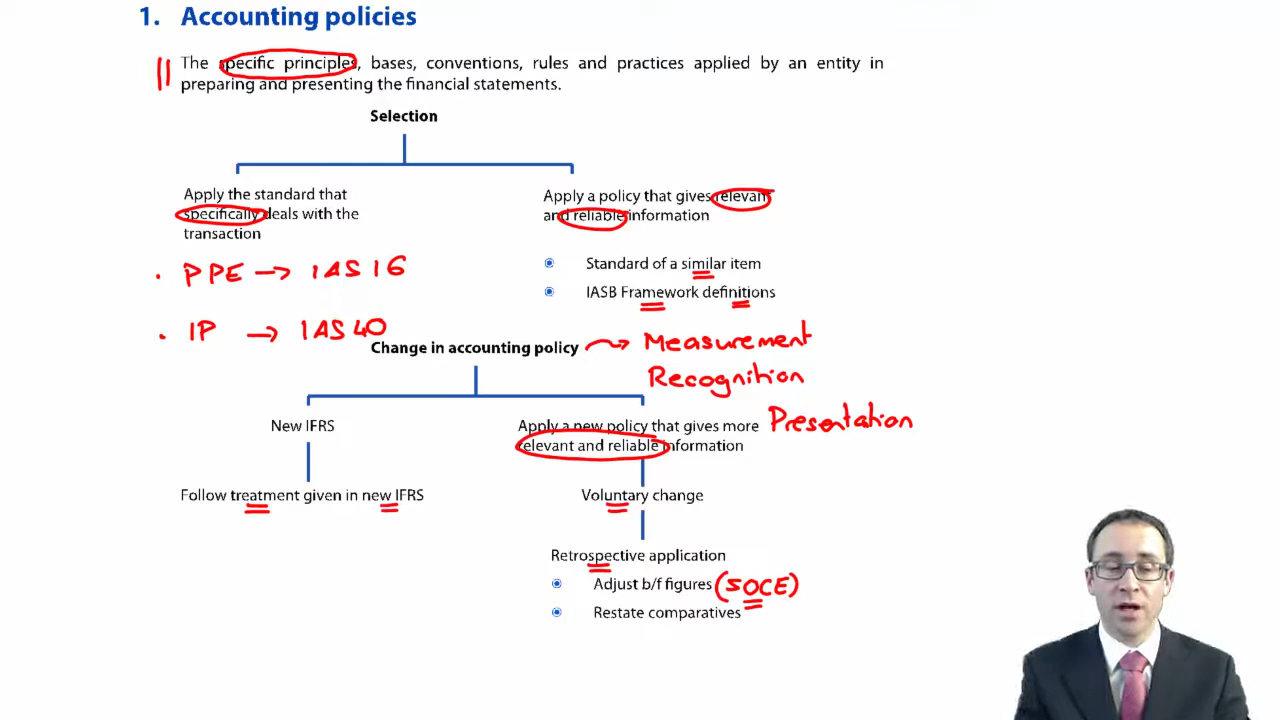 1. Accounting policies
The specific principles, bases, conventions, rules and practices applied by an entity in
preparing and presenting the financial statements.
Selection
Apply the standard that
specifically deals with the
transaction
· PPE → IAS 16
· IP → IAS 40
Apply a policy that gives relevant
and reliable information
Standard of a similar item
IASB Framework definitions
Change in accounting policy → Measurement
Recognition
Presentation
New IFRS
Follow treatment given in new IFRS
Apply a new policy that gives more
relevant and reliable information
Voluntary change
Retrospective application
Adjust b/f figures (SOCE)
Restate comparatives